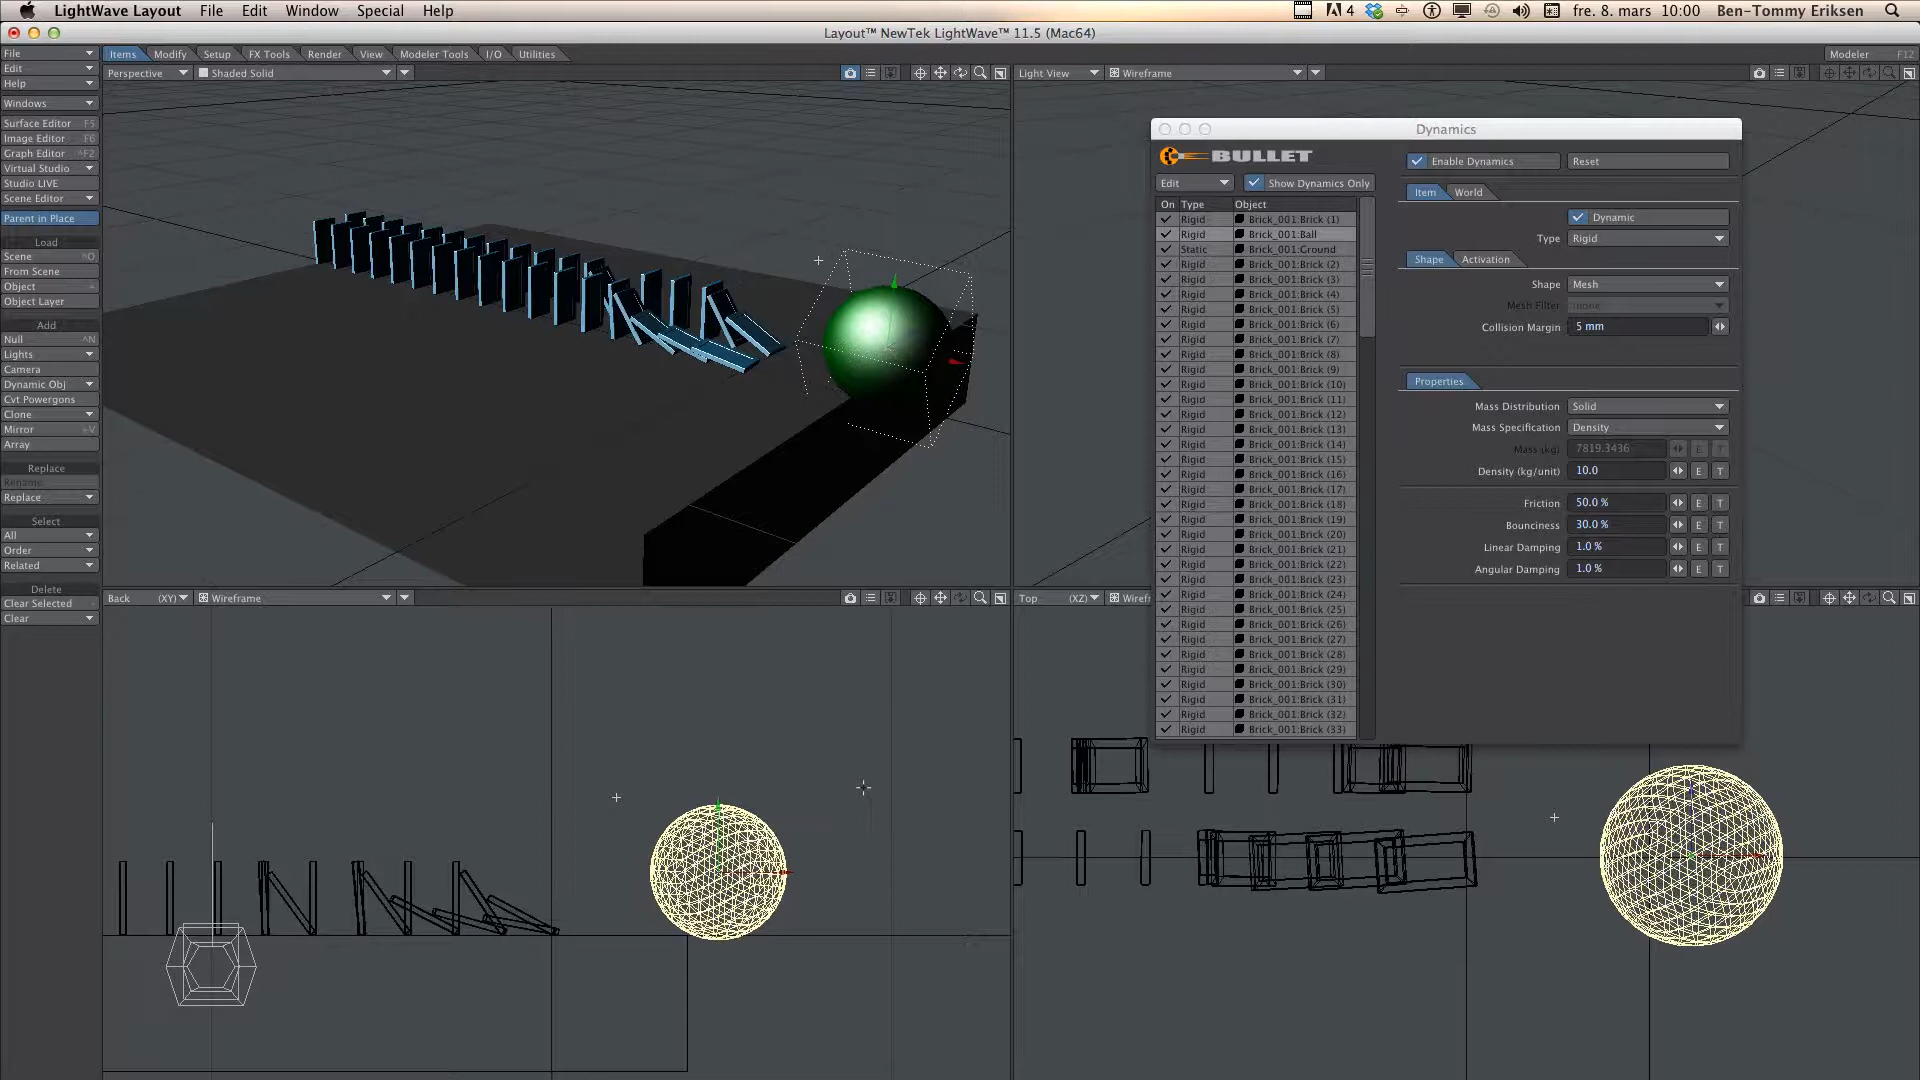 LightWave Layout File Edit Window Special Help
4 fre. 8. mars 10:00 Ben-Tommy Eriksen
Layout™ NewTek LightWave™ 11.5 (Mac64)
File
Edit
Help
Windows
Surface Editor F5
Image Editor F6
Graph Editor ^F2
Virtual Studio
Studio LIVE
Scene Editor
Parent in Place
Load
Scene ^O
From Scene
Object
Object Layer
Add
Null ^N
Lights
Camera
Dynamic Obj
Cvt Powergons
Clone
Mirror +V
Array
Replace
Rename
Replace
Select
All
Order
Related
Delete
Clear Selected
Clear
Items Modify Setup FX Tools Render View Modeler Tools I/O Utilities
Modeler F12
Perspective Shaded Solid
Light View Wireframe
Back (XY) Wireframe
Top (XZ) Wiref
Dynamics
BULLET
Edit Show Dynamics Only
On Type Object
Rigid Brick_001:Brick (1)
Rigid Brick_001:Ball
Static Brick_001:Ground
Rigid Brick_001:Brick (2)
Rigid Brick_001:Brick (3)
Rigid Brick_001:Brick (4)
Rigid Brick_001:Brick (5)
Rigid Brick_001:Brick (6)
Rigid Brick_001:Brick (7)
Rigid Brick_001:Brick (8)
Rigid Brick_001:Brick (9)
Rigid Brick_001:Brick (10)
Rigid Brick_001:Brick (11)
Rigid Brick_001:Brick (12)
Rigid Brick_001:Brick (13)
Rigid Brick_001:Brick (14)
Rigid Brick_001:Brick (15)
Rigid Brick_001:Brick (16)
Rigid Brick_001:Brick (17)
Rigid Brick_001:Brick (18)
Rigid Brick_001:Brick (19)
Rigid Brick_001:Brick (20)
Rigid Brick_001:Brick (21)
Rigid Brick_001:Brick (22)
Rigid Brick_001:Brick (23)
Rigid Brick_001:Brick (24)
Rigid Brick_001:Brick (25)
Rigid Brick_001:Brick (26)
Rigid Brick_001:Brick (27)
Rigid Brick_001:Brick (28)
Rigid Brick_001:Brick (29)
Rigid Brick_001:Brick (30)
Rigid Brick_001:Brick (31)
Rigid Brick_001:Brick (32)
Rigid Brick_001:Brick (33)
Enable Dynamics Reset
Item World
Dynamic
Type Rigid
Shape Activation
Shape Mesh
Mesh Filter none
Collision Margin 5 mm
Properties
Mass Distribution Solid
Mass Specification Density
Mass (kg) 7819.3436 E T
Density (kg/unit) 10.0 E T
Friction 50.0 % E T
Bounciness 30.0 % E T
Linear Damping 1.0 % E T
Angular Damping 1.0 % E T